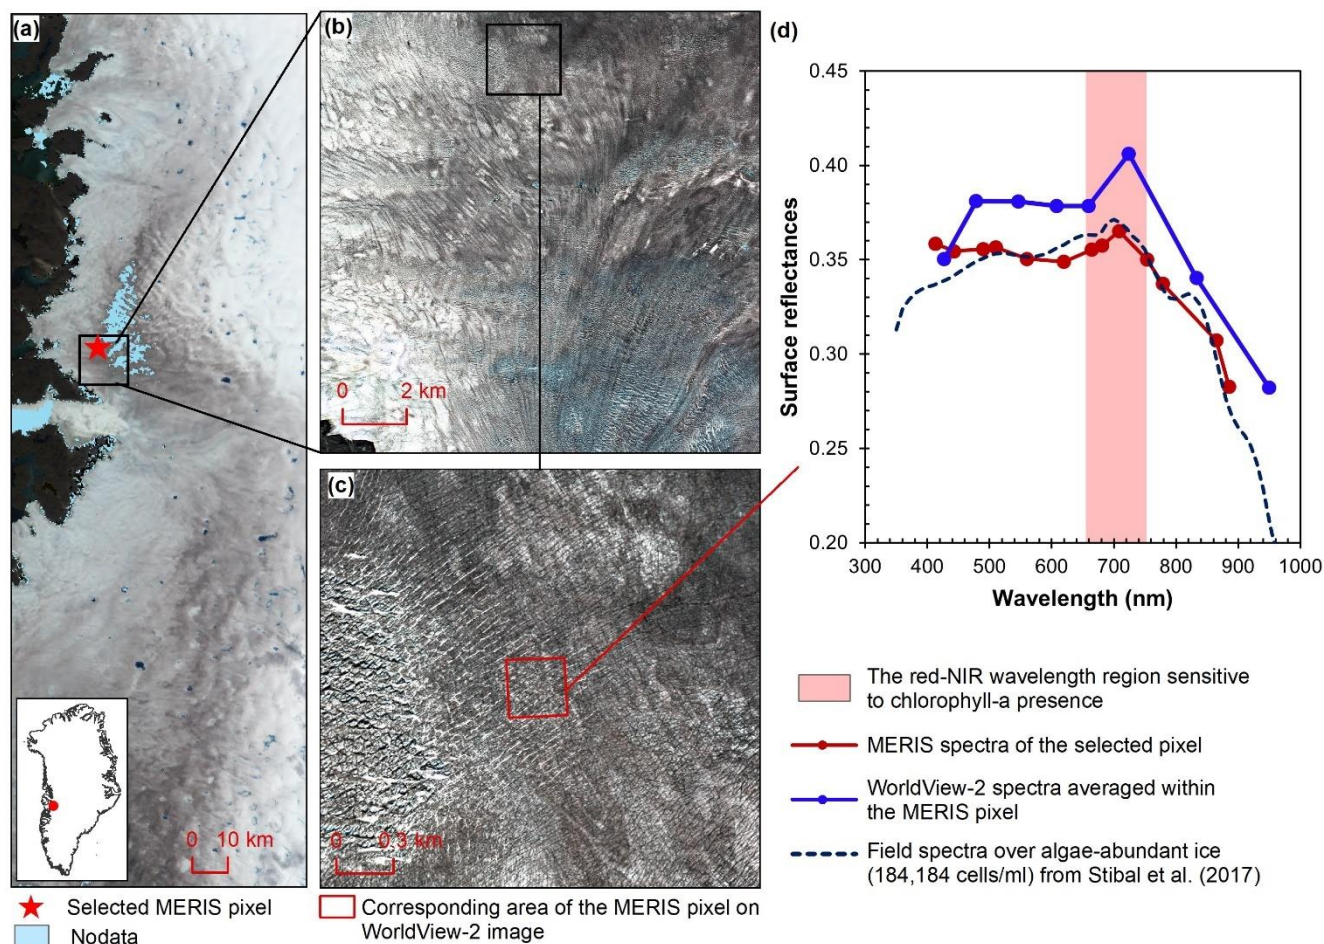 (a)
(b)
(c)
(d)
0 10 km
0 2 km
0 0.3 km
Surface reflectances
0.45
0.40
0.35
0.30
0.25
0.20
300 400 500 600 700 800 900 1000
Wavelength (nm)
The red-NIR wavelength region sensitive
to chlorophyll-a presence
MERIS spectra of the selected pixel
WorldView-2 spectra averaged within
the MERIS pixel
Field spectra over algae-abundant ice
(184,184 cells/ml) from Stibal et al. (2017)
Selected MERIS pixel
Nodata
Corresponding area of the MERIS pixel on
WorldView-2 image